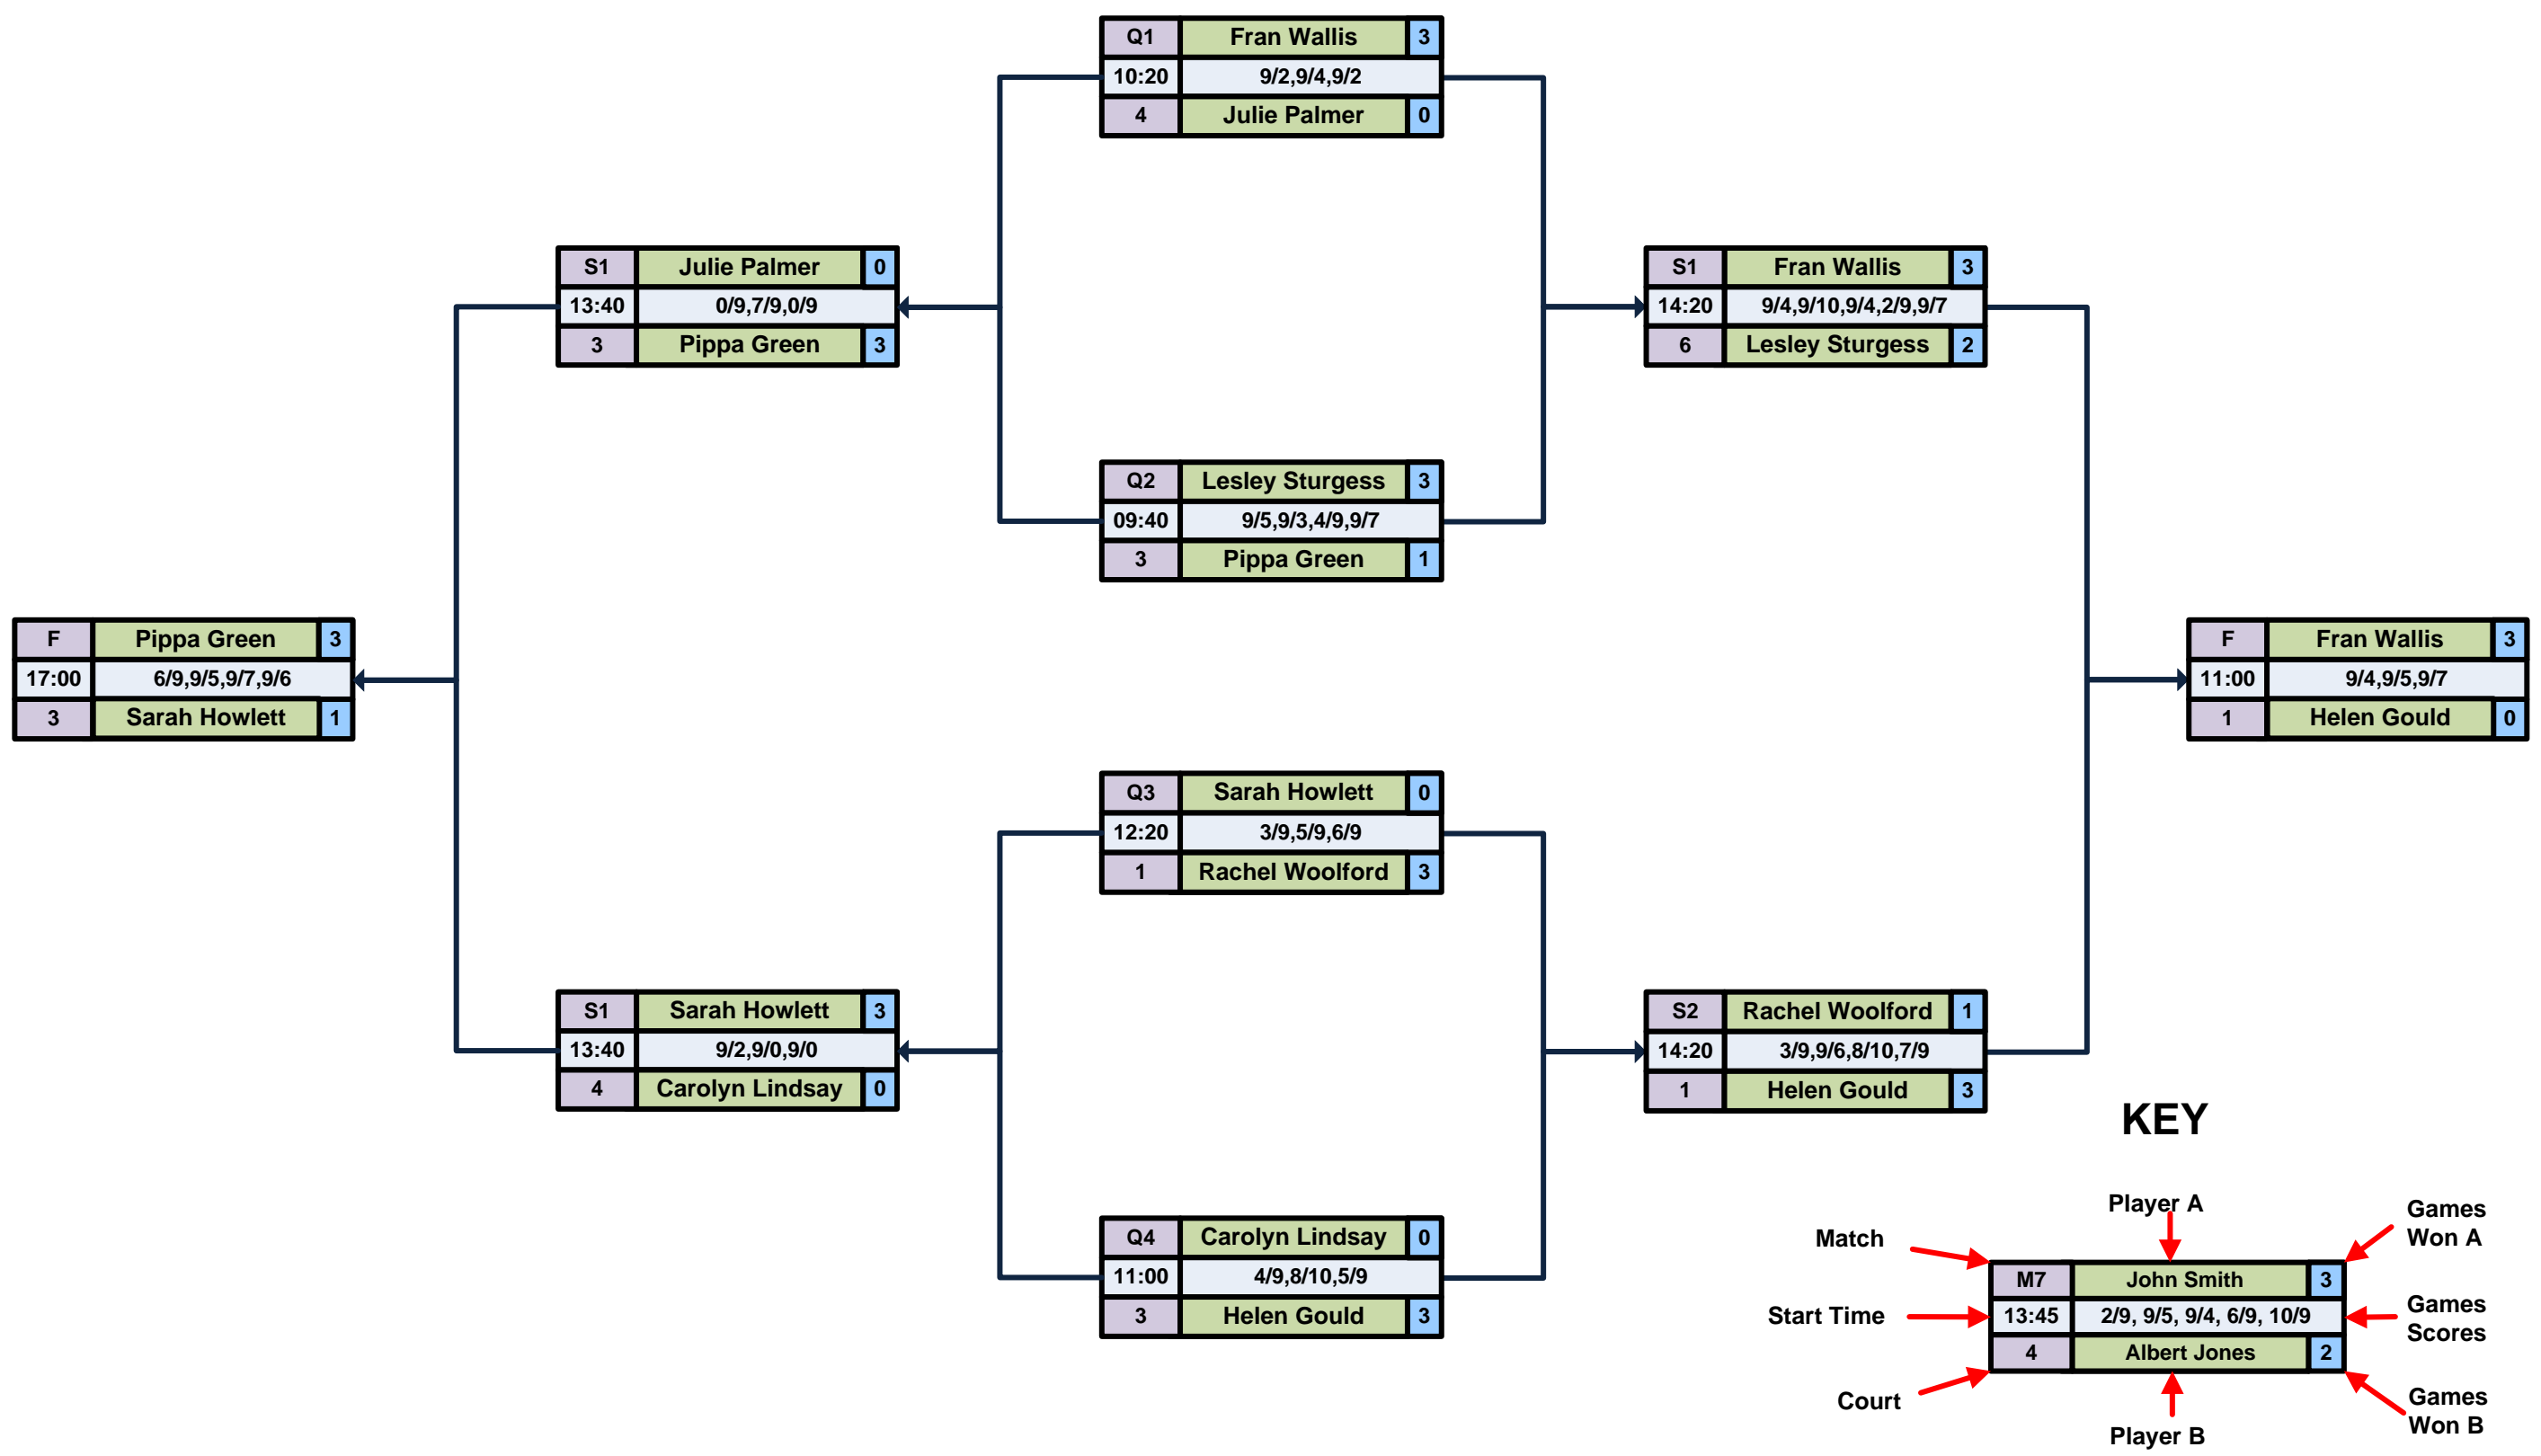 Q1 Fran Wallis 3
10:20 9/2,9/4,9/2
4 Julie Palmer 0
S1 Julie Palmer 0
13:40 0/9,7/9,0/9
3 Pippa Green 3
S1 Fran Wallis 3
14:20 9/4,9/10,9/4,2/9,9/7
6 Lesley Sturgess 2
Q2 Lesley Sturgess 3
09:40 9/5,9/3,4/9,9/7
3 Pippa Green 1
F Pippa Green 3
17:00 6/9,9/5,9/7,9/6
3 Sarah Howlett 1
F Fran Wallis 3
11:00 9/4,9/5,9/7
1 Helen Gould 0
Q3 Sarah Howlett 0
12:20 3/9,5/9,6/9
1 Rachel Woolford 3
S1 Sarah Howlett 3
13:40 9/2,9/0,9/0
4 Carolyn Lindsay 0
S2 Rachel Woolford 1
14:20 3/9,9/6,8/10,7/9
1 Helen Gould 3
Q4 Carolyn Lindsay 0
11:00 4/9,8/10,5/9
3 Helen Gould 3
KEY
Player A
Games
Won A
Match
M7 John Smith 3
Start Time
13:45 2/9, 9/5, 9/4, 6/9, 10/9
Games
Scores
4 Albert Jones 2
Court
Games
Won B
Player B